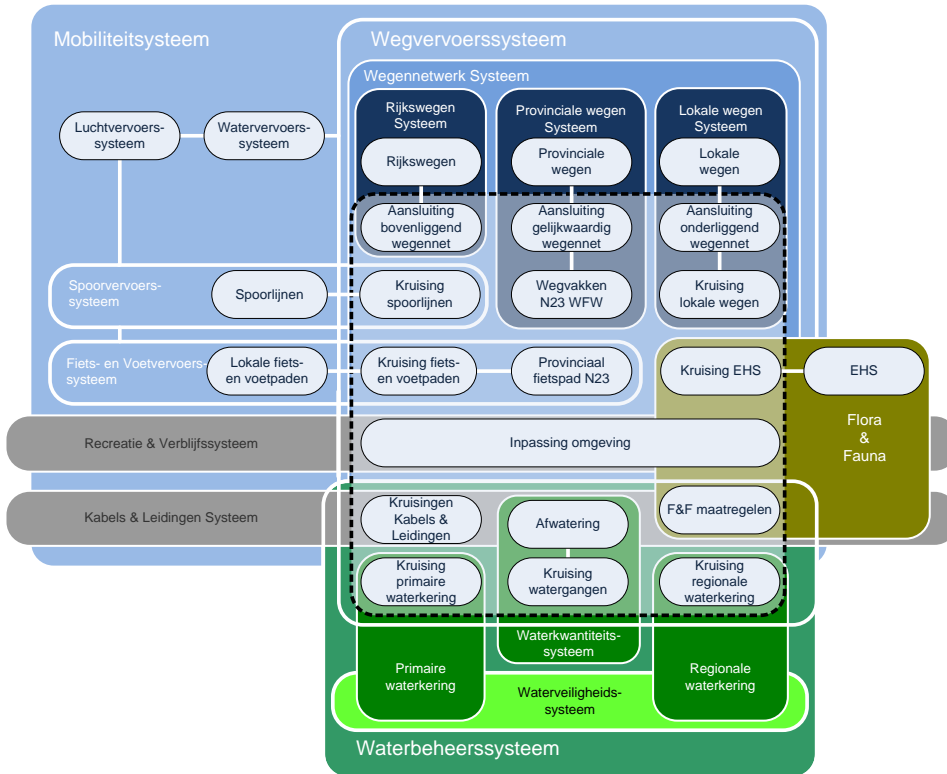 Mobiliteitsysteem
Wegvervoerssysteem
Wegennetwerk Systeem
Rijkswegen
Systeem
Provinciale wegen
Systeem
Lokale wegen
Systeem
Luchtvervoers-
systeem
Watervervoers-
systeem
Rijkswegen
Provinciale
wegen
Lokale
wegen
Aansluiting
bovenliggend
wegennet
Aansluiting
gelijkwaardig
wegennet
Aansluiting
onderliggend
wegennet
Spoorvervoers-
systeem
Spoorlijnen
Kruising
spoorlijnen
Wegvakken
N23 WFW
Kruising
lokale wegen
Fiets- en Voetvervoers-
systeem
Lokale fiets-
en voetpaden
Kruising fiets-
en voetpaden
Provinciaal
fietspad N23
Kruising EHS
EHS
Flora
&
Fauna
Recreatie & Verblijfssysteem
Inpassing omgeving
Kabels & Leidingen Systeem
Kruisingen
Kabels &
Leidingen
Afwatering
F&F maatregelen
Kruising
primaire
waterkering
Kruising
watergangen
Kruising
regionale
waterkering
Waterkwantiteits-
systeem
Primaire
waterkering
Regionale
waterkering
Waterveiligheids-
systeem
Waterbeheerssysteem